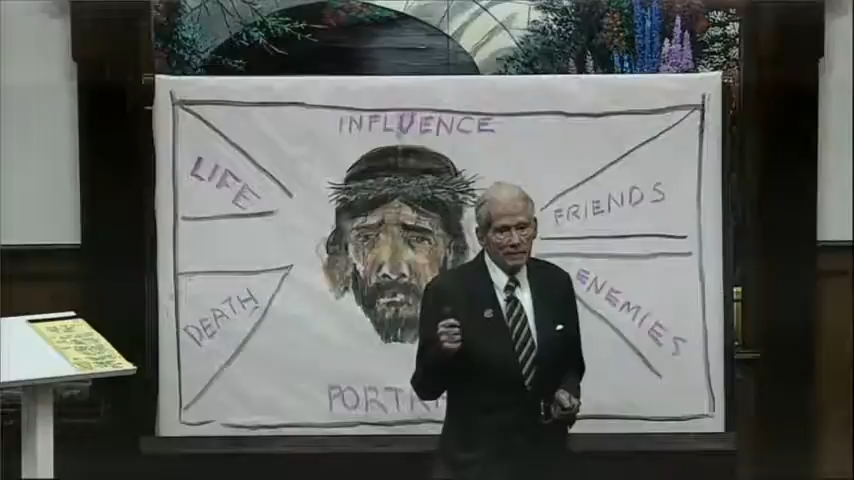 INFLUENCE
LIFE
FRIENDS
DEATH
ENEMIES